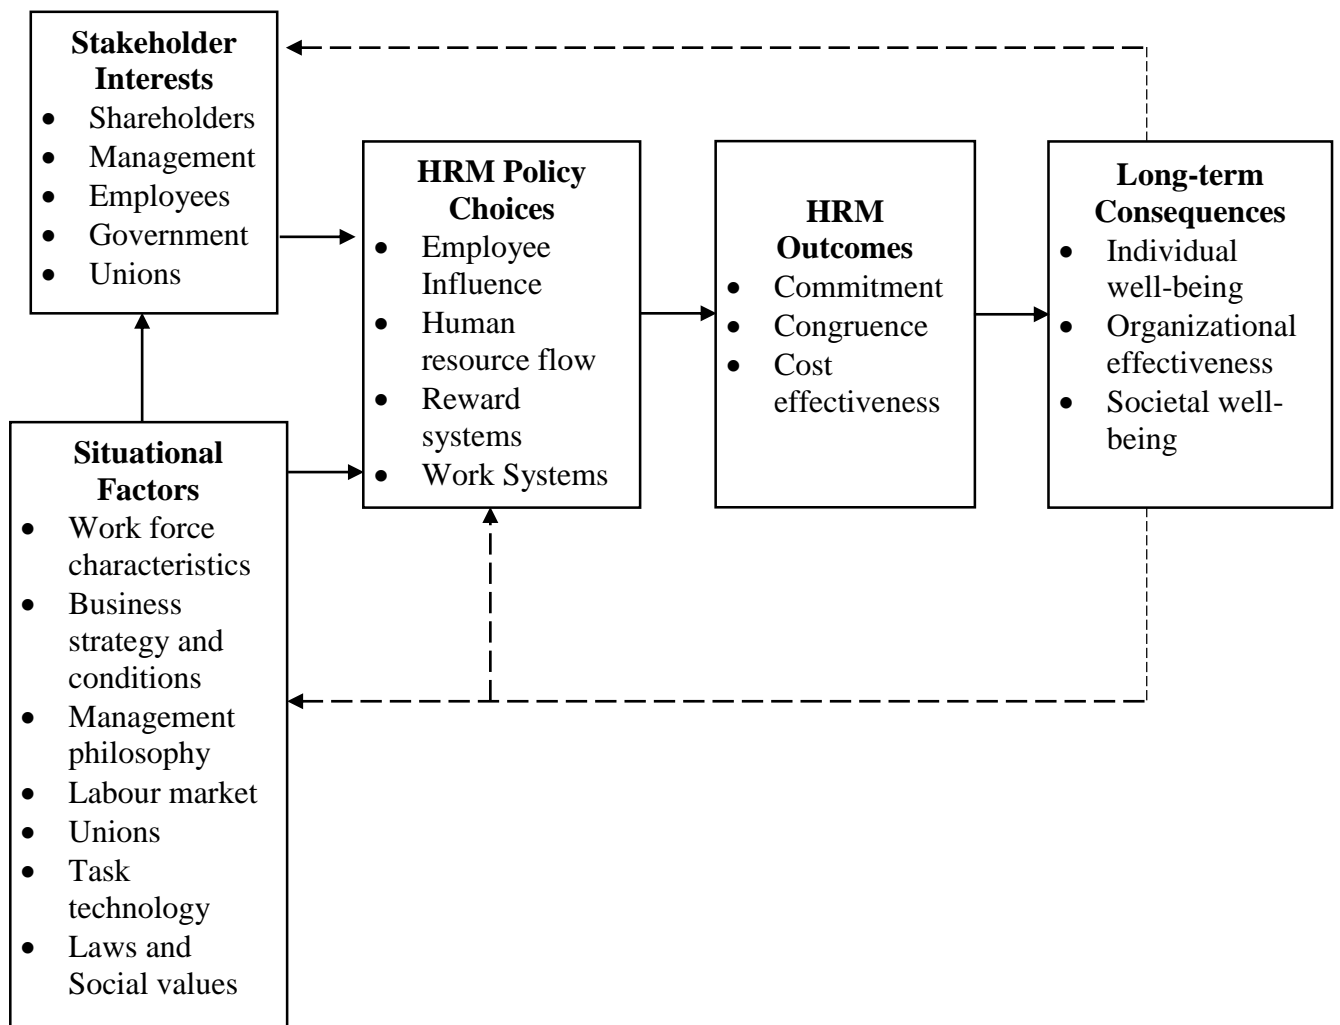 Stakeholder
Interests
• Shareholders
• Management
• Employees
• Government
• Unions
Situational
Factors
• Work force
characteristics
• Business
strategy and
conditions
• Management
philosophy
• Labour market
• Unions
• Task
technology
• Laws and
Social values
HRM Policy
Choices
• Employee
Influence
• Human
resource flow
• Reward
systems
• Work Systems
HRM
Outcomes
• Commitment
• Congruence
• Cost
effectiveness
Long-term
Consequences
• Individual
well-being
• Organizational
effectiveness
• Societal well-
being